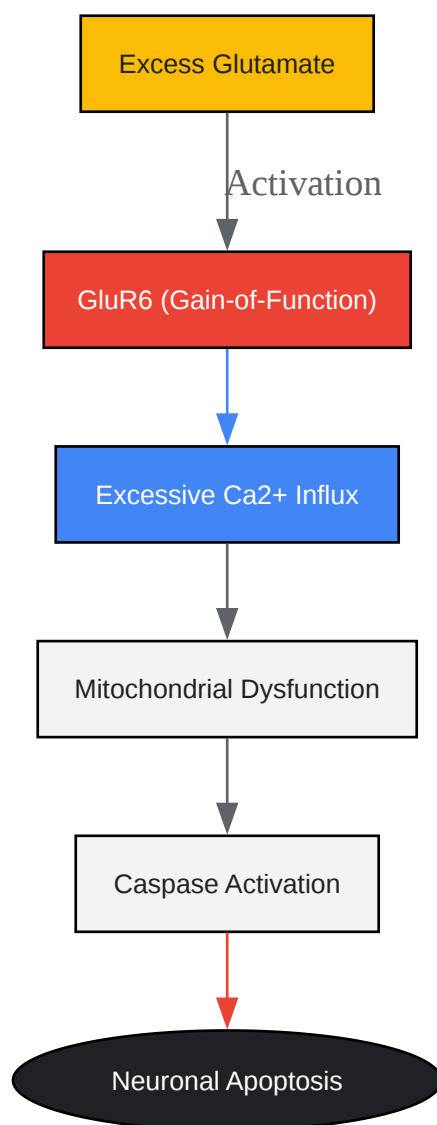 Excess Glutamate
Activation
GluR6 (Gain-of-Function)
Excessive Ca2+ Influx
Mitochondrial Dysfunction
Caspase Activation
Neuronal Apoptosis